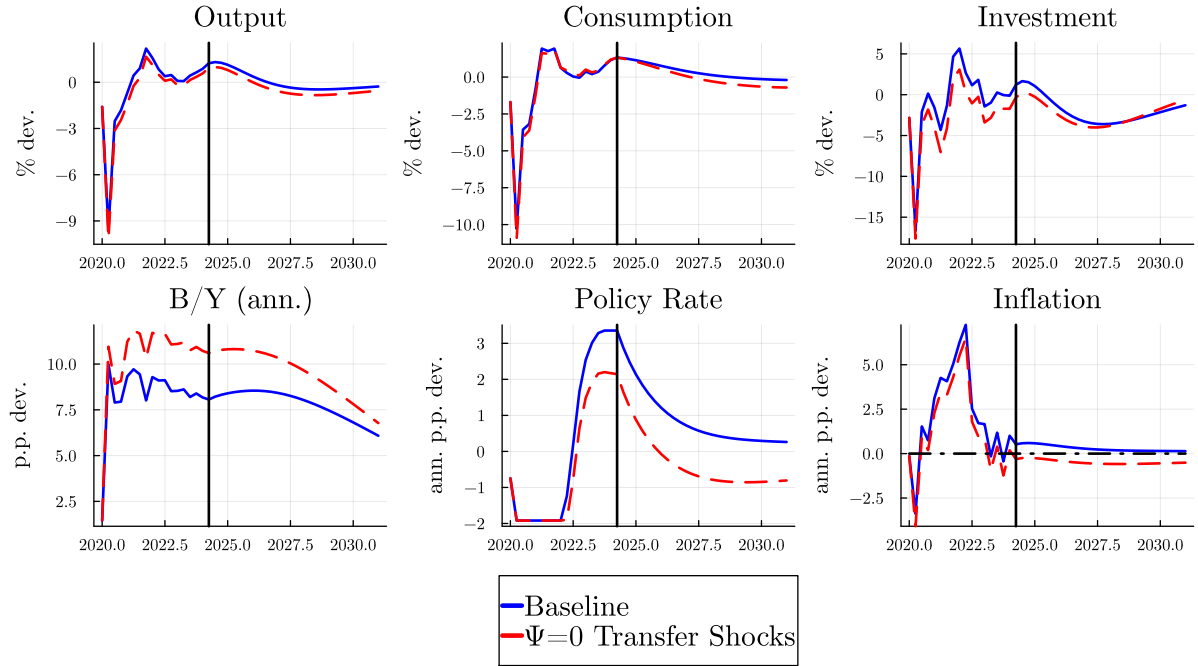 Output
Consumption
Investment
% dev.
0
−3
−6
−9
2020.0 2022.5 2025.0 2027.5 2030.0
% dev.
0.0
−2.5
−5.0
−7.5
−10.0
2020.0 2022.5 2025.0 2027.5 2030.0
% dev.
5
0
−5
−10
−15
2020.0 2022.5 2025.0 2027.5 2030.0
B/Y (ann.)
Policy Rate
Inflation
p.p. dev.
10.0
7.5
5.0
2.5
2020.0 2022.5 2025.0 2027.5 2030.0
ann. p.p. dev.
3
2
1
0
−1
−2
2020.0 2022.5 2025.0 2027.5 2030.0
ann. p.p. dev.
5.0
2.5
0.0
−2.5
2020.0 2022.5 2025.0 2027.5 2030.0
Baseline
Ψ=0 Transfer Shocks